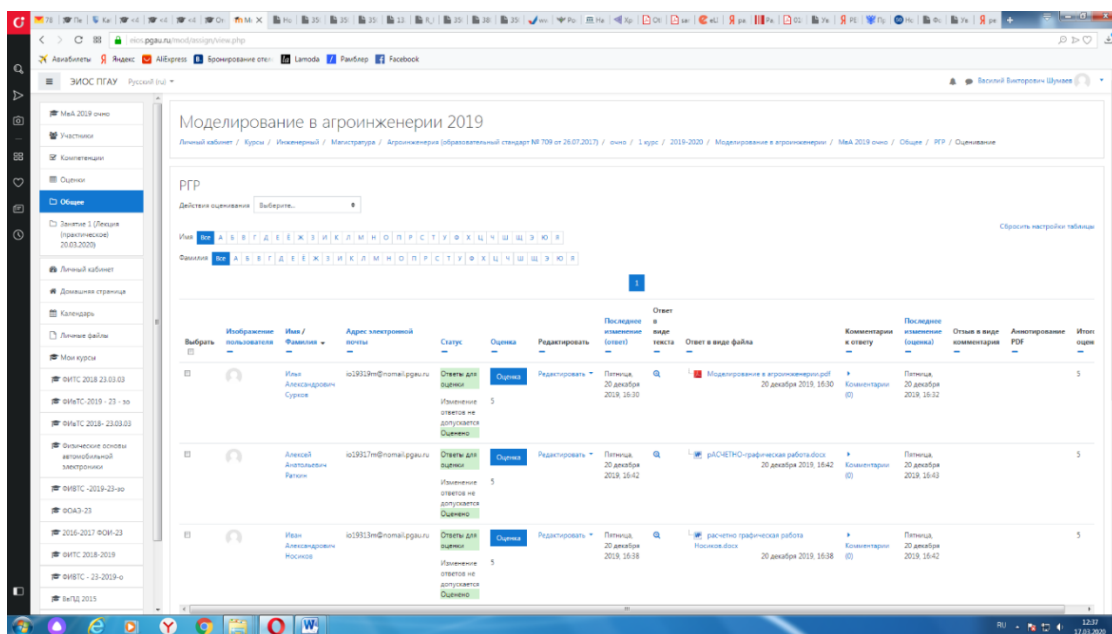 eios.pgau.ru/mod/assign/view.php
Авиабилеты Яндекс AliExpress Бронирование отел Lamoda Рамблер Facebook
ЭИОС ПГАУ Русский (ru)
Василий Викторович Шумаев
МвА 2019 очно
Участники
Компетенции
Оценки
Общее
Занятие 1 (Лекция
(практическое)
20.03.2020)
Личный кабинет
Домашняя страница
Календарь
Личные файлы
Мои курсы
ФИТС 2018 23.03.03
ФИвТС-2019 - 23 - зо
ФИвТС 2018- 23.03.03
Физические основы
автомобильной
электроники
ФИВТС -2019-23-зо
ФОАЭ-23
2016-2017 ФОИ-23
ФИТС 2018-2019
ФИВТС - 23-2019-о
ВвПД 2015
Моделирование в агроинженерии 2019
Личный кабинет / Курсы / Инженерный / Магистратура / Агроинженерия (образовательный стандарт № 709 от 26.07.2017) / очно / 1 курс / 2019-2020 / Моделирование в агроинженерии / МвА 2019 очно / Общее / РГР / Оценивание
РГР
Действия оценивания Выберите...
Сбросить настройки таблицы
Имя Все А Б В Г Д Е Ё Ж З И К Л М Н О П Р С Т У Ф Х Ц Ч Ш Щ Э Ю Я
Фамилия Все А Б В Г Д Е Ё Ж З И К Л М Н О П Р С Т У Ф Х Ц Ч Ш Щ Э Ю Я
1
Выбрать
Изображение
пользователя
Имя /
Фамилия
Адрес электронной
почты
Статус
Оценка
Редактировать
Последнее
изменение
(ответ)
Ответ
в
виде
текста
Ответ в виде файла
Комментарии
к ответу
Последнее
изменение
(оценка)
Отзыв в виде
комментария
Аннотирование
PDF
Итого
оцен
Илья
Александрович
Сурков
io19319m@nomail.pgau.ru
Ответы для
оценки
Изменение
ответов не
допускается
Оценено
Оценка
5
Редактировать
Пятница,
20 декабря
2019, 16:30
Моделирование в агроинженерии.pdf
20 декабря 2019, 16:30
Комментарии
(0)
Пятница,
20 декабря
2019, 16:32
5
Алексей
Анатольевич
Раткин
io19317m@nomail.pgau.ru
Ответы для
оценки
Изменение
ответов не
допускается
Оценено
Оценка
5
Редактировать
Пятница,
20 декабря
2019, 16:42
рАСЧЕТНО-графическая работа.docx
20 декабря 2019, 16:42
Комментарии
(0)
Пятница,
20 декабря
2019, 16:43
5
Иван
Александрович
Носиков
io19313m@nomail.pgau.ru
Ответы для
оценки
Изменение
ответов не
допускается
Оценено
Оценка
5
Редактировать
Пятница,
20 декабря
2019, 16:38
расчетно графическая работа
Носиков.docx
20 декабря 2019, 16:38
Комментарии
(0)
Пятница,
20 декабря
2019, 16:42
5
RU
12:37
17.03.2020